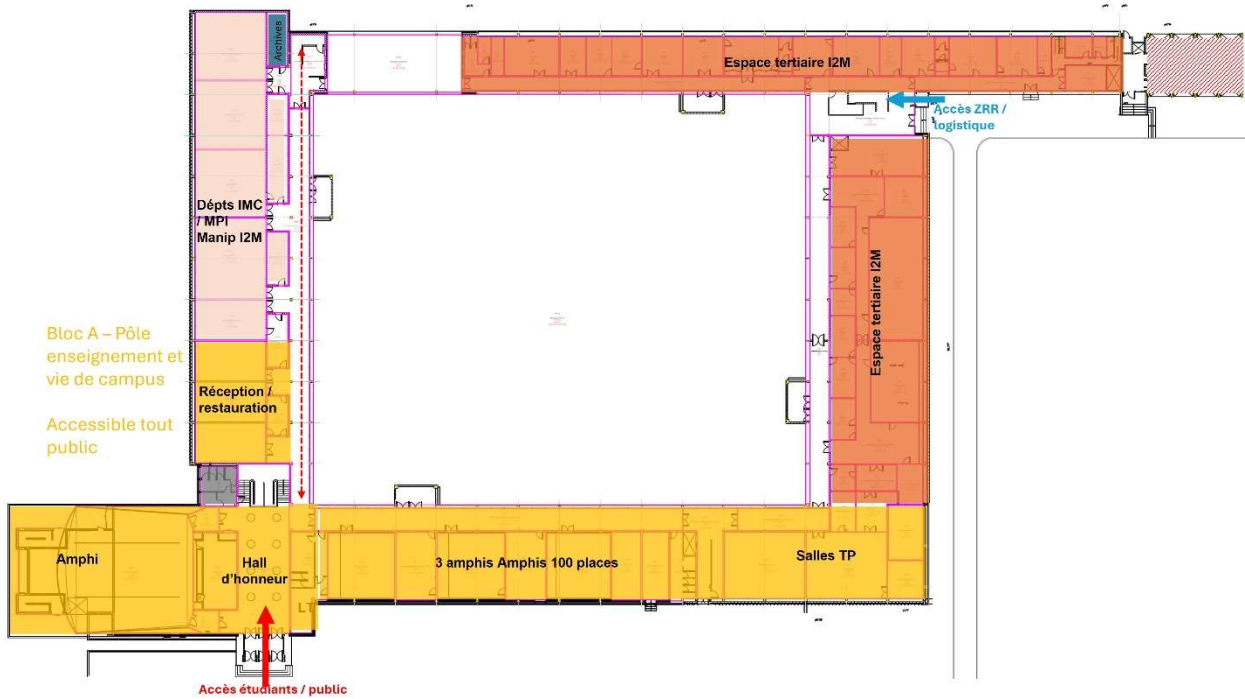 Archives
Espace tertiaire I2M
Accès ZRR /
logistique
Dépts IMC
/ MPI
Manip I2M
Espace tertiaire I2M
Bloc A – Pôle
enseignement et
vie de campus
Accessible tout
public
Réception /
restauration
Amphi
Hall
d'honneur
3 amphis Amphis 100 places
Salles TP
Accès étudiants / public